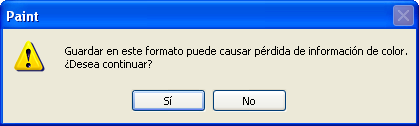 Paint
Guardar en este formato puede causar pérdida de información de color.
¿Desea continuar?
Sí
No